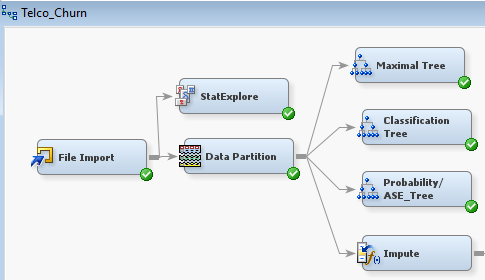 Telco_Churn
Maximal Tree
StatExplore
Classification
Tree
File Import
Data Partition
Probability/
ASE_Tree
Impute